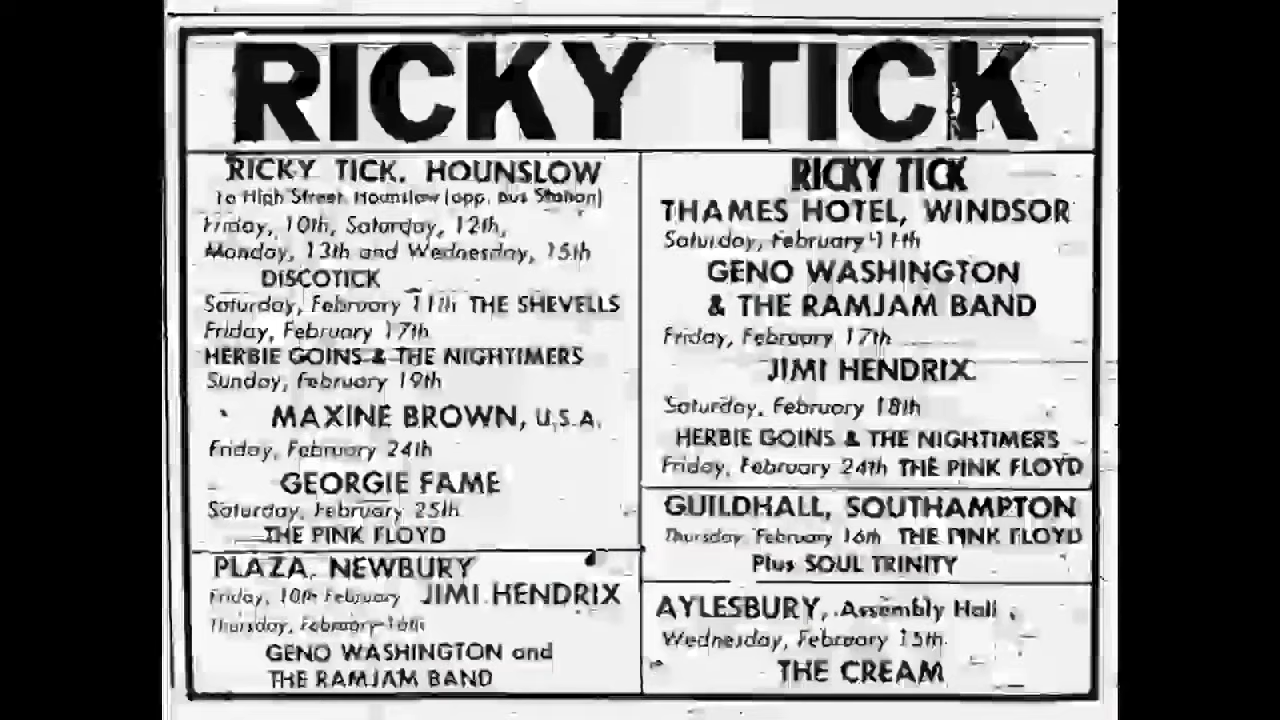 RICKY TICK
RICKY TICK, HOUNSLOW
1a High Street, Hounslow (opp. Bus Station)
Friday, 10th, Saturday, 12th,
Monday, 13th and Wednesday, 15th
DISCOTICK
Saturday, February 11th THE SHEVELLS
Friday, February 17th
HERBIE GOINS & THE NIGHTIMERS
Sunday, February 19th
MAXINE BROWN, U.S.A.
Friday, February 24th
GEORGIE FAME
Saturday, February 25th
THE PINK FLOYD
PLAZA, NEWBURY
Friday, 10th February JIMI HENDRIX
Thursday, February 16th
GENO WASHINGTON and
THE RAMJAM BAND
RICKY TICK
THAMES HOTEL, WINDSOR
Saturday, February 11th
GENO WASHINGTON
& THE RAMJAM BAND
Friday, February 17th
JIMI HENDRIX
Saturday, February 18th
HERBIE GOINS & THE NIGHTIMERS
Friday, February 24th THE PINK FLOYD
GUILDHALL, SOUTHAMPTON
Thursday, February 16th THE PINK FLOYD
Plus SOUL TRINITY
AYLESBURY, Assembly Hall
Wednesday, February 15th
THE CREAM